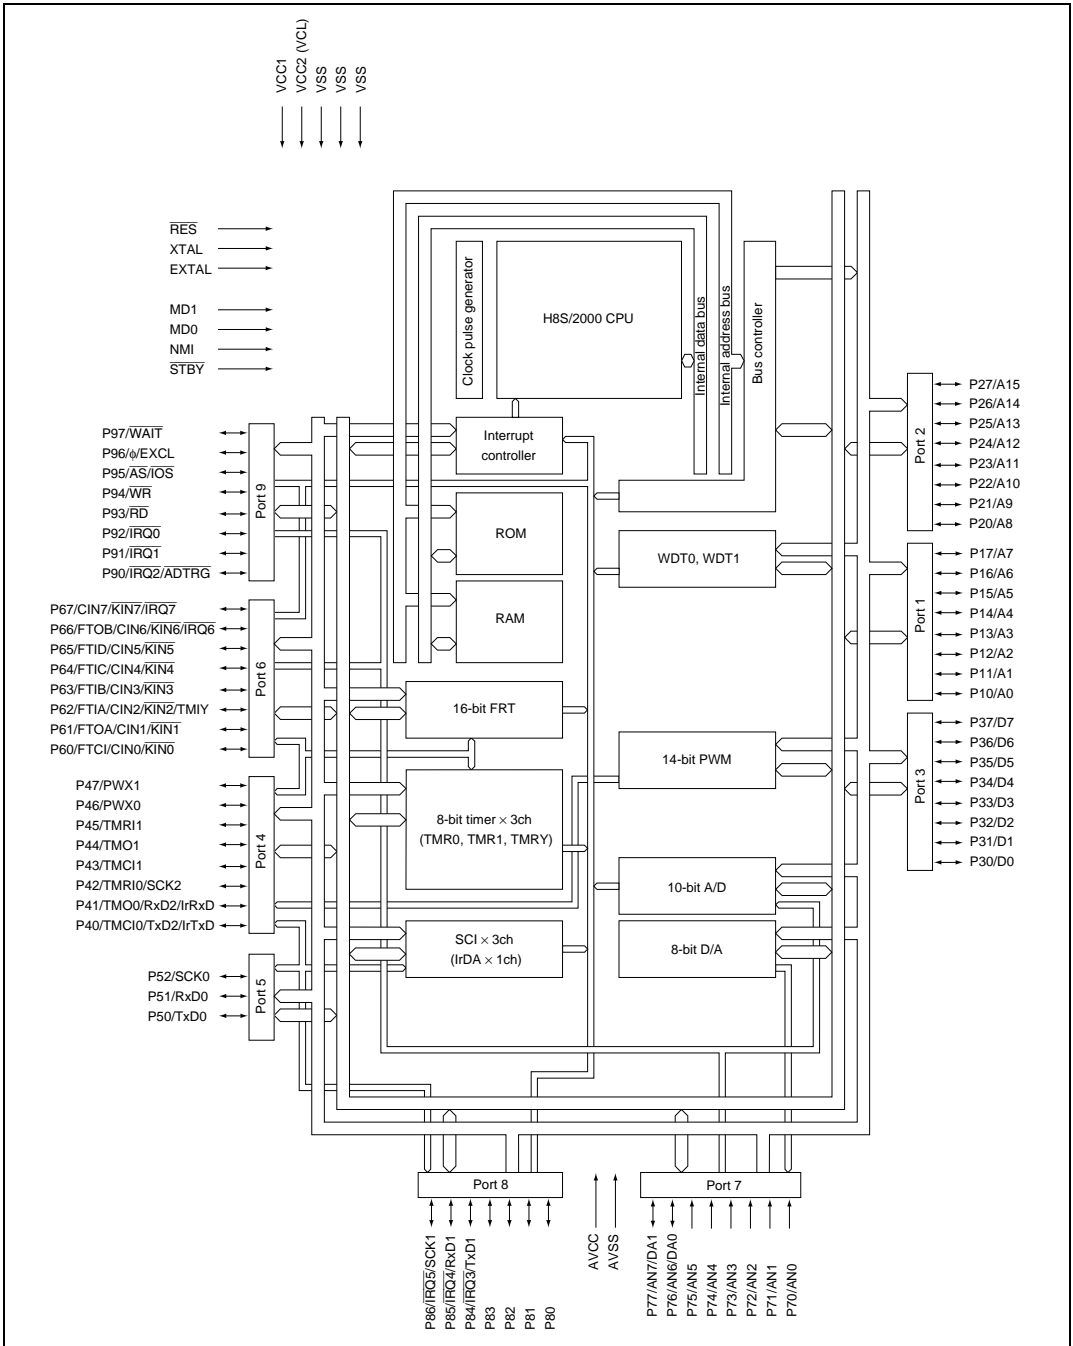 VCC1
VCC2 (VCL)
VSS
VSS
VSS
RES
XTAL
EXTAL
MD1
MD0
NMI
STBY
Clock pulse generator
H8S/2000 CPU
Internal data bus
Internal address bus
Bus controller
Interrupt
controller
ROM
RAM
WDT0, WDT1
16-bit FRT
14-bit PWM
8-bit timer × 3ch
(TMR0, TMR1, TMRY)
10-bit A/D
SCI × 3ch
(IrDA × 1ch)
8-bit D/A
P97/WAIT
P96/φ/EXCL
P95/AS/IOS
P94/WR
P93/RD
P92/IRQ0
P91/IRQ1
P90/IRQ2/ADTRG
Port 9
P67/CIN7/KIN7/IRQ7
P66/FTOB/CIN6/KIN6/IRQ6
P65/FTID/CIN5/KIN5
P64/FTIC/CIN4/KIN4
P63/FTIB/CIN3/KIN3
P62/FTIA/CIN2/KIN2/TMIY
P61/FTOA/CIN1/KIN1
P60/FTCI/CIN0/KIN0
Port 6
P47/PWX1
P46/PWX0
P45/TMRI1
P44/TMO1
P43/TMCI1
P42/TMRI0/SCK2
P41/TMO0/RxD2/IrRxD
P40/TMCI0/TxD2/IrTxD
Port 4
P52/SCK0
P51/RxD0
P50/TxD0
Port 5
Port 2
P27/A15
P26/A14
P25/A13
P24/A12
P23/A11
P22/A10
P21/A9
P20/A8
Port 1
P17/A7
P16/A6
P15/A5
P14/A4
P13/A3
P12/A2
P11/A1
P10/A0
Port 3
P37/D7
P36/D6
P35/D5
P34/D4
P33/D3
P32/D2
P31/D1
P30/D0
Port 8
P86/IRQ5/SCK1
P85/IRQ4/RxD1
P84/IRQ3/TxD1
P83
P82
P81
P80
AVCC
AVSS
Port 7
P77/AN7/DA1
P76/AN6/DA0
P75/AN5
P74/AN4
P73/AN3
P72/AN2
P71/AN1
P70/AN0